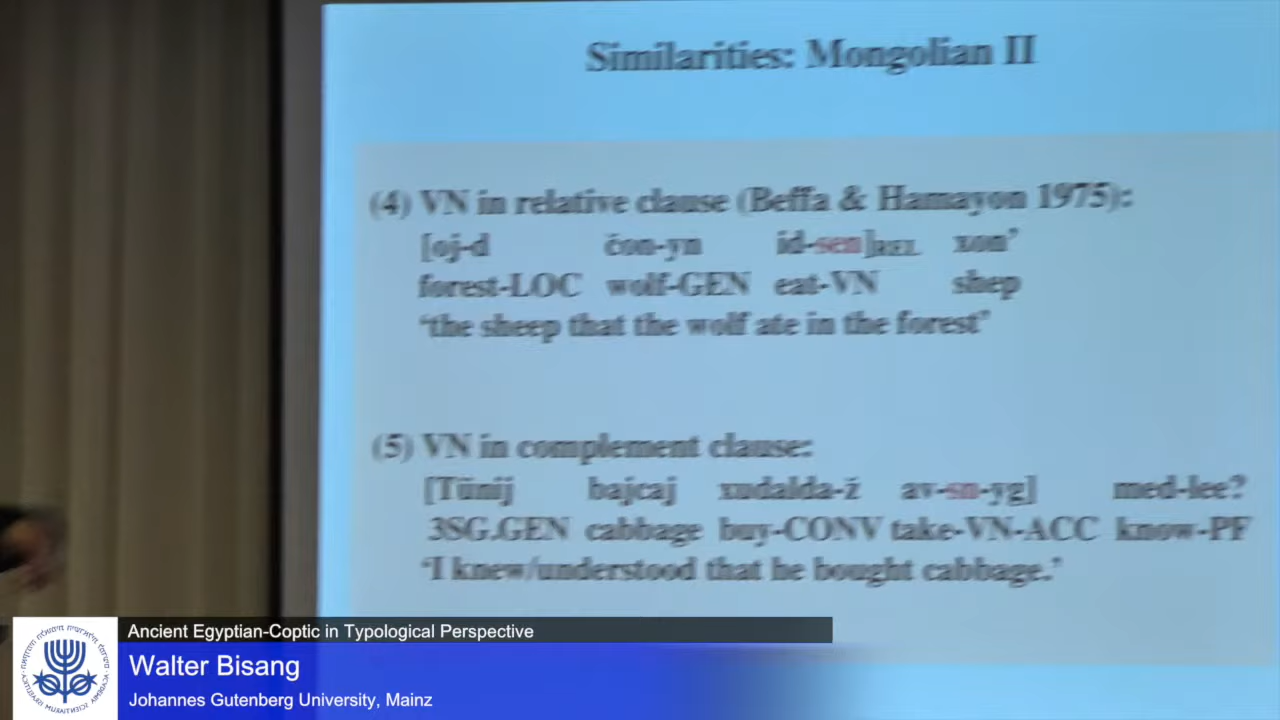 Similarities: Mongolian II
(4) VN in relative clause (Beffa & Hamayon 1975):
[oj-d čon-yn id-sen]REL xon’
forest-LOC wolf-GEN eat-VN shep
‘the sheep that the wolf ate in the forest’
(5) VN in complement clause:
[Tünij bajcaj xudalda-ž av-sn-yg] med-lee?
3SG.GEN cabbage buy-CONV take-VN-ACC know-PF
‘I knew/understood that he bought cabbage.’
Ancient Egyptian-Coptic in Typological Perspective
Walter Bisang
Johannes Gutenberg University, Mainz